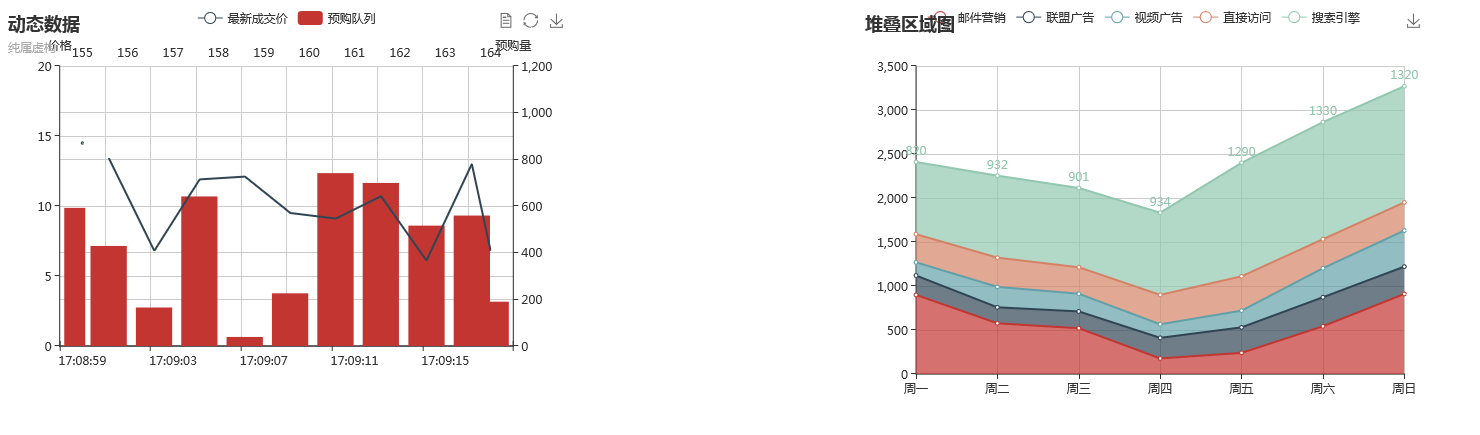 动态数据
最新成交价 预购队列
纯属虚构
价格 预购量
155 156 157 158 159 160 161 162 163 164
20
15
10
5
0
1,200
1,000
800
600
400
200
0
17:08:59 17:09:03 17:09:07 17:09:11 17:09:15
堆叠区域图
邮件营销 联盟广告 视频广告 直接访问 搜索引擎
3,500
3,000
2,500
2,000
1,500
1,000
500
0
820 932 901 934 1290 1330 1320
周一 周二 周三 周四 周五 周六 周日